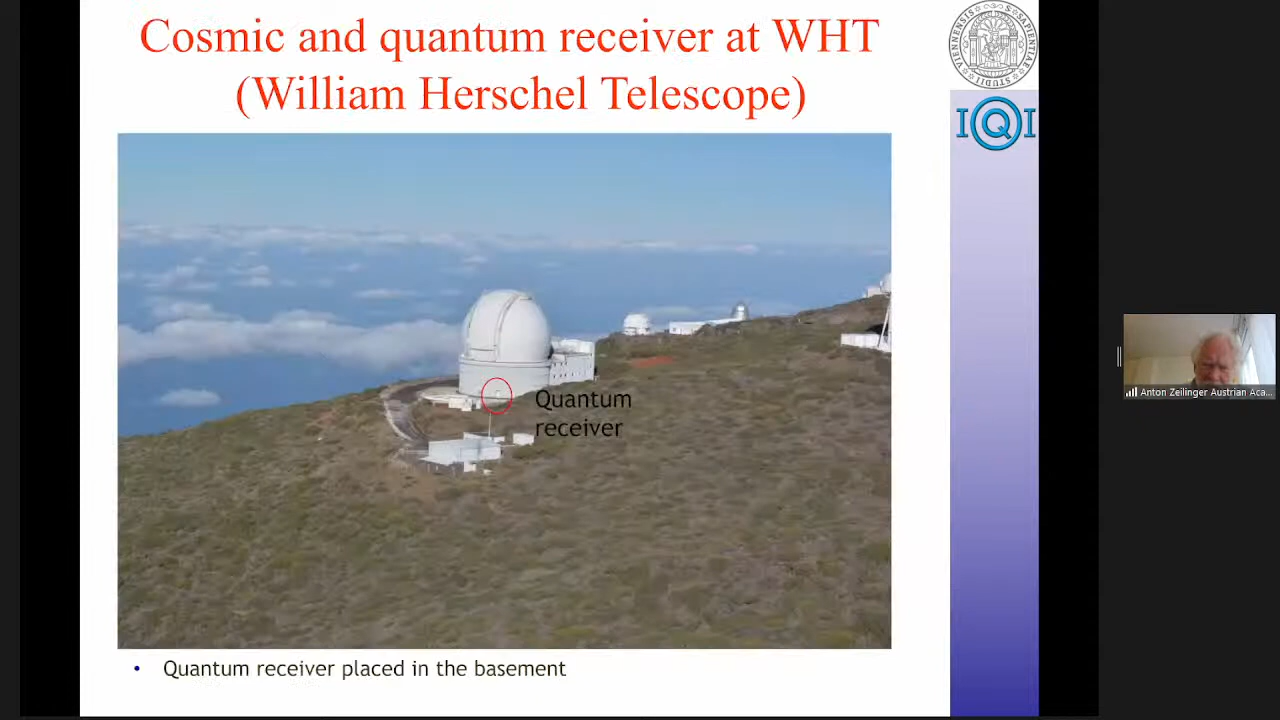 Cosmic and quantum receiver at WHT
(William Herschel Telescope)
IQI
Quantum
receiver
• Quantum receiver placed in the basement
Anton Zeilinger Austrian Aca...